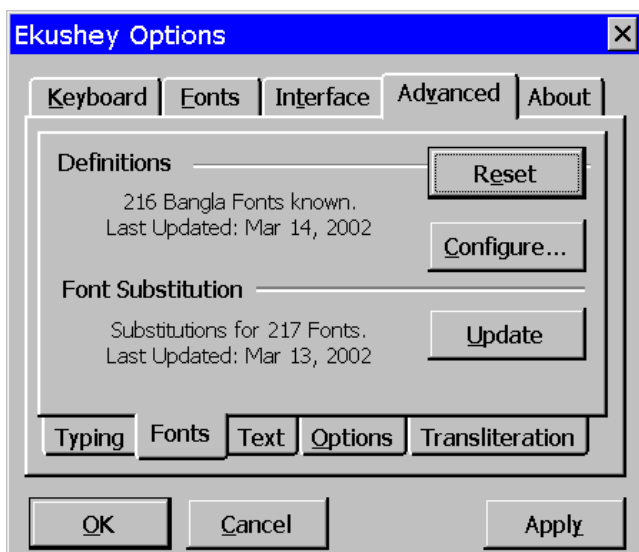 Ekushey Options
Keyboard Fonts Interface Advanced About
Definitions
Reset
216 Bangla Fonts known.
Last Updated: Mar 14, 2002
Configure...
Font Substitution
Substitutions for 217 Fonts.
Last Updated: Mar 13, 2002
Update
Typing Fonts Text Options Transliteration
OK Cancel Apply